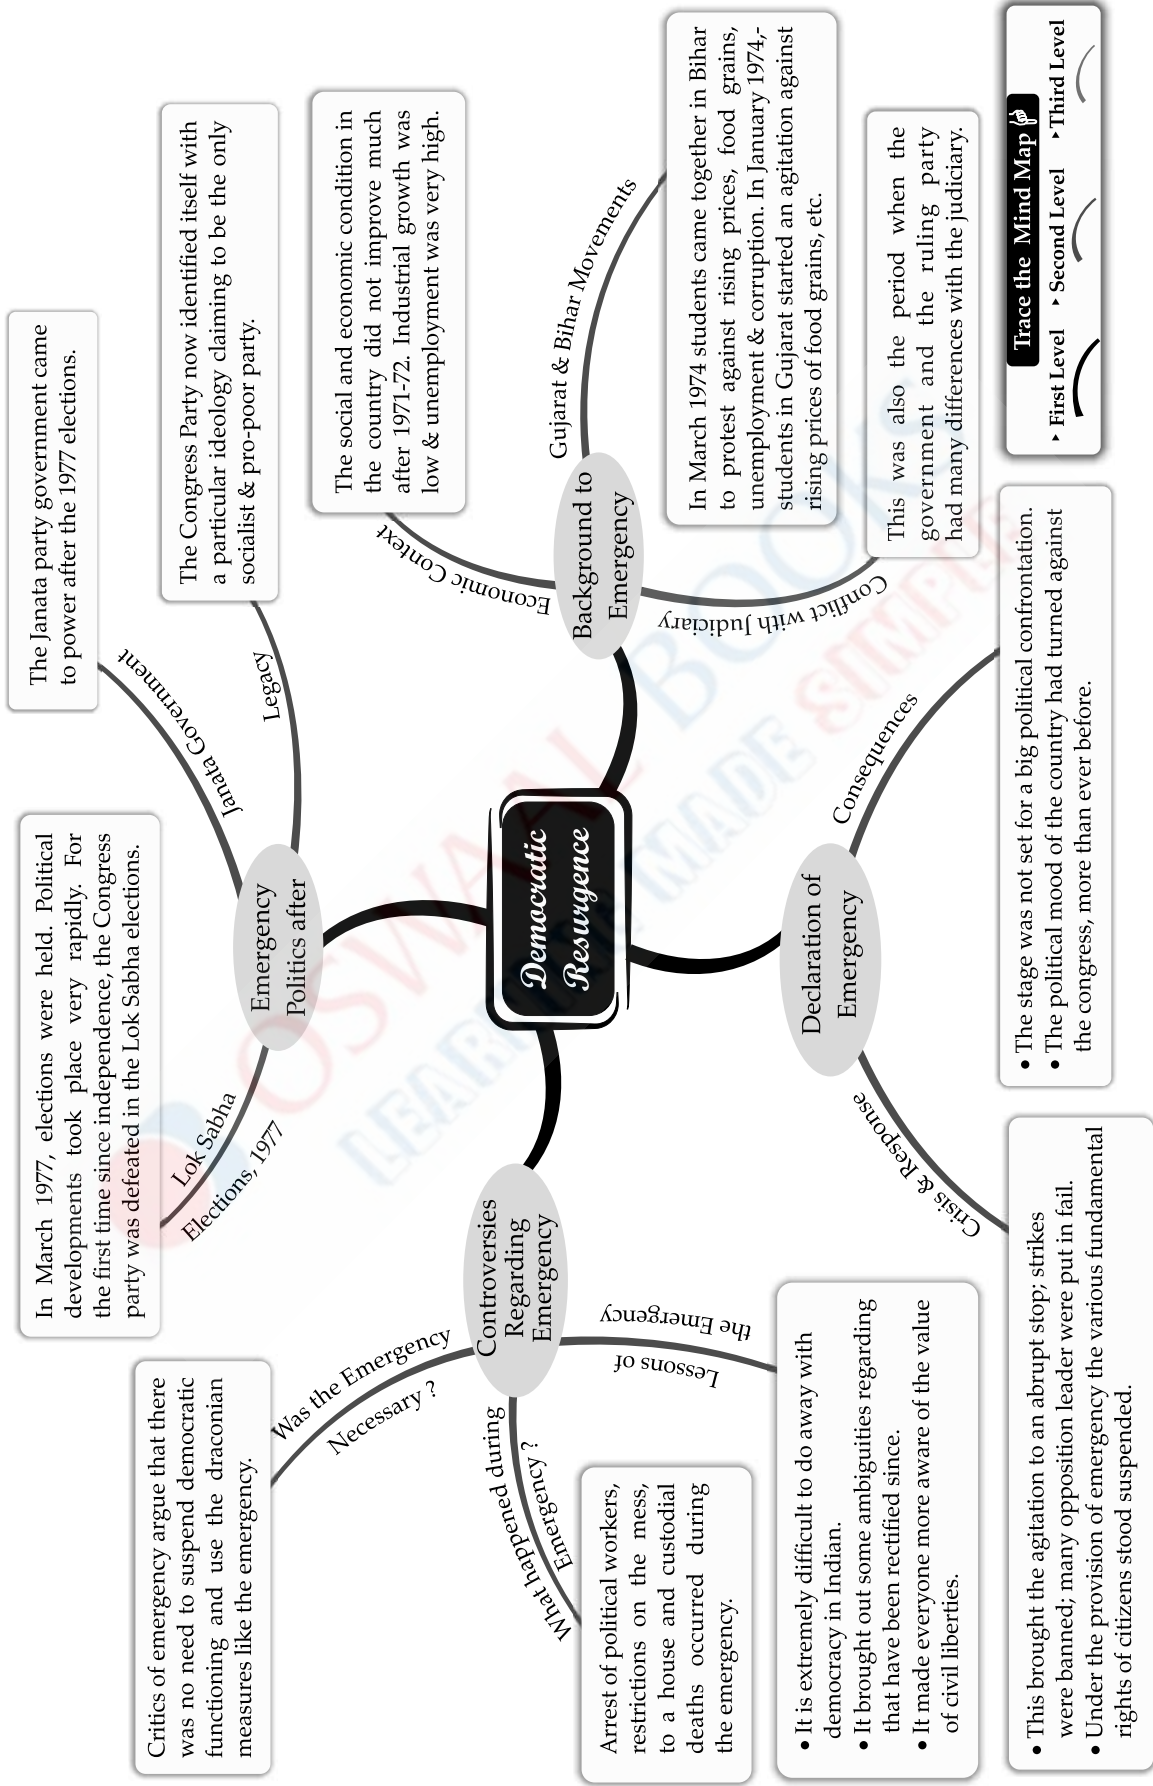 Democratic
Resurgence
Background to
Emergency
Gujarat & Bihar Movements
In March 1974 students came together in Bihar
to protest against rising prices, food grains,
unemployment & corruption. In January 1974,-
students in Gujarat started an agitation against
rising prices of food grains, etc.
Economic Context
The social and economic condition in
the country did not improve much
after 1971-72. Industrial growth was
low & unemployment was very high.
Conflict with Judiciary
This was also the period when the
government and the ruling party
had many differences with the judiciary.
Declaration of
Emergency
Consequences
• The stage was not set for a big political confrontation.
• The political mood of the country had turned against
the congress, more than ever before.
Crisis & Response
• This brought the agitation to an abrupt stop; strikes
were banned; many opposition leader were put in fail.
• Under the provision of emergency the various fundamental
rights of citizens stood suspended.
Controversies
Regarding
Emergency
Lessons of
the Emergency
• It is extremely difficult to do away with
democracy in Indian.
• It brought out some ambiguities regarding
that have been rectified since.
• It made everyone more aware of the value
of civil liberties.
What happened during
Emergency ?
Arrest of political workers,
restrictions on the mess,
to a house and custodial
deaths occurred during
the emergency.
Was the Emergency
Necessary ?
Critics of emergency argue that there
was no need to suspend democratic
functioning and use the draconian
measures like the emergency.
Emergency
Politics after
Lok Sabha
Elections, 1977
In March 1977, elections were held. Political
developments took place very rapidly. For
the first time since independence, the Congress
party was defeated in the Lok Sabha elections.
Janata Government
The Janata party government came
to power after the 1977 elections.
Legacy
The Congress Party now identified itself with
a particular ideology claiming to be the only
socialist & pro-poor party.
Trace the Mind Map
First Level
Second Level
Third Level
OSWAAL BOOKS
LEARNING MADE SIMPLE